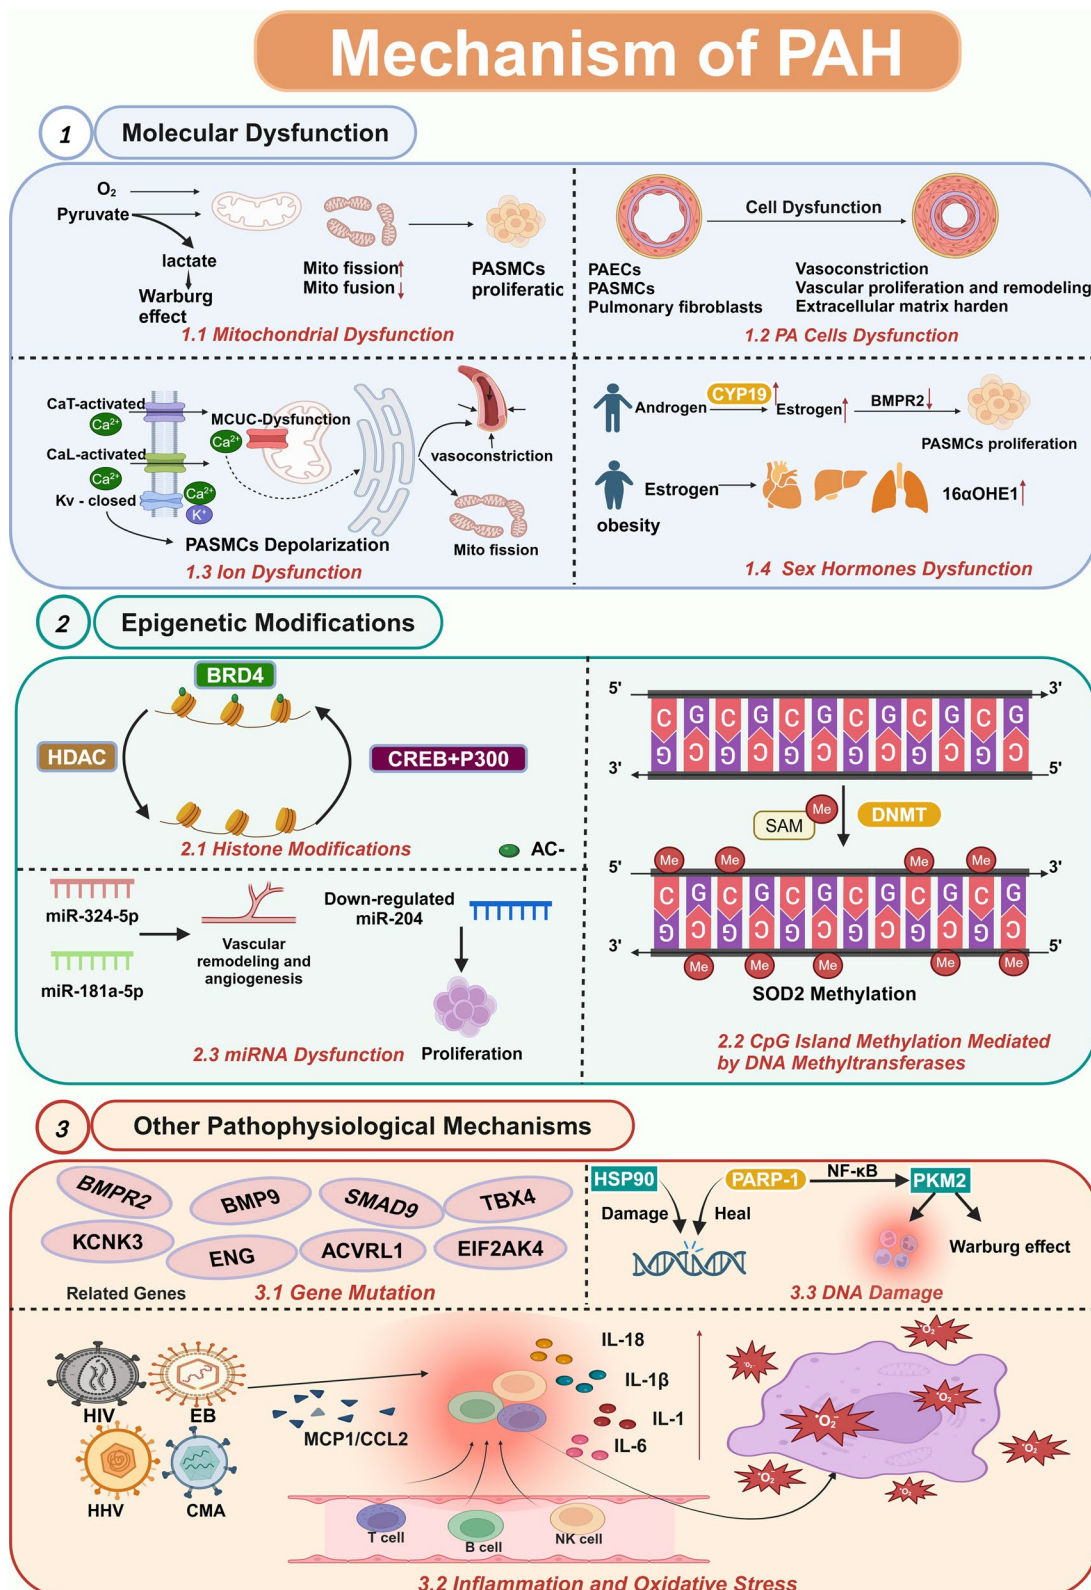 Mechanism of PAH
1
Molecular Dysfunction
O₂
Pyruvate
lactate
Warburg
effect
Mito fission
Mito fusion
PASMCs
proliferatic
1.1 Mitochondrial Dysfunction
Cell Dysfunction
PAECs
PASMCs
Pulmonary fibroblasts
Vasoconstriction
Vascular proliferation and remodeling
Extracellular matrix harden
1.2 PA Cells Dysfunction
CaT-activated
Ca²⁺
CaL-activated
Ca²⁺
Kv - closed
Ca²⁺
K⁺
MCUC-Dysfunction
Ca²⁺
vasoconstriction
Mito fission
PASMCs Depolarization
1.3 Ion Dysfunction
Androgen
CYP19
Estrogen
BMPR2
PASMCs proliferation
Estrogen
obesity
16αOHE1
1.4 Sex Hormones Dysfunction
2
Epigenetic Modifications
BRD4
HDAC
CREB+P300
2.1 Histone Modifications
AC-
5'
3'
C G C G C G C G C G C G
G C G C G C G C G C G C
3'
5'
SAM
Me
DNMT
Me
Me
Me
Me
5'
3'
C G C G C G C G C G C G
G C G C G C G C G C G C
3'
5'
Me
Me
Me
Me
Me
SOD2 Methylation
2.2 CpG Island Methylation Mediated
by DNA Methyltransferases
miR-324-5p
miR-181a-5p
Vascular
remodeling and
angiogenesis
Down-regulated
miR-204
Proliferation
2.3 miRNA Dysfunction
3
Other Pathophysiological Mechanisms
BMPR2
BMP9
SMAD9
TBX4
KCNK3
ENG
ACVRL1
EIF2AK4
Related Genes
3.1 Gene Mutation
HSP90
PARP-1
NF-κB
PKM2
Damage
Heal
Warburg effect
3.3 DNA Damage
HIV
EB
HHV
CMA
MCP1/CCL2
IL-18
IL-1β
IL-1
IL-6
T cell
B cell
NK cell
•O₂⁻
•O₂⁻
•O₂⁻
•O₂⁻
•O₂⁻
•O₂⁻
•O₂⁻
3.2 Inflammation and Oxidative Stress